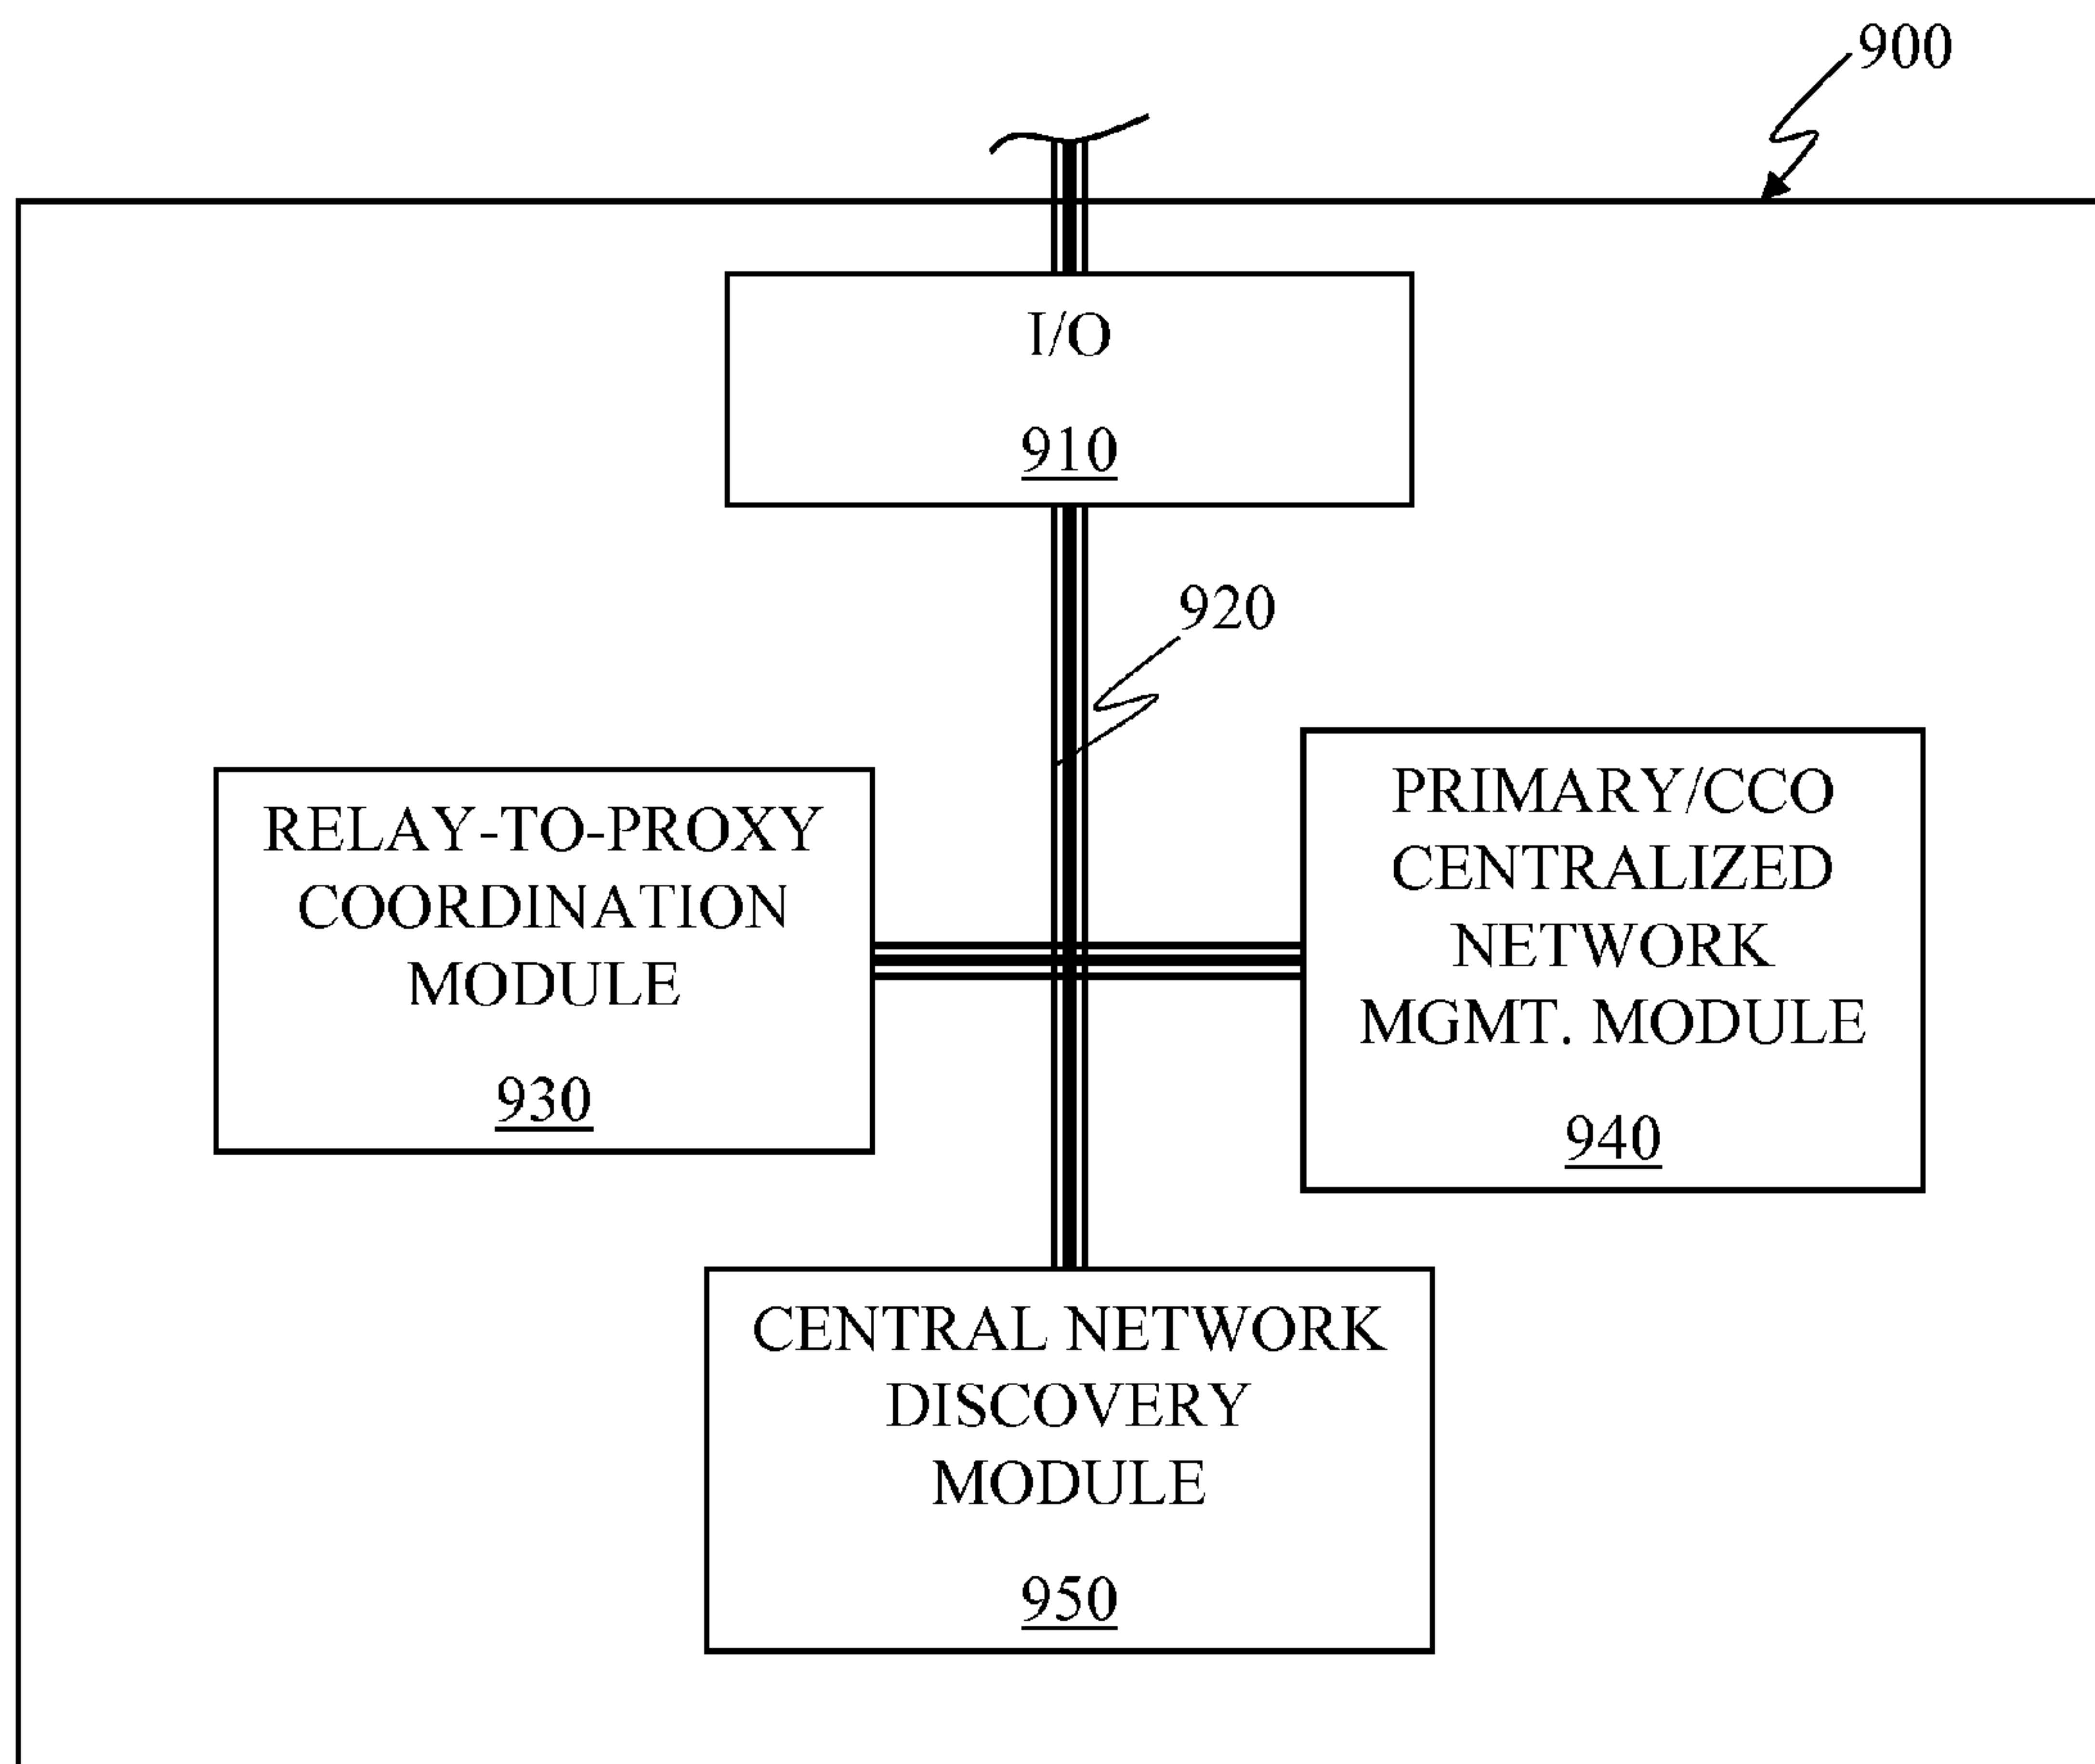 900
I/O
910
920
RELAY-TO-PROXY
COORDINATION
MODULE
930
PRIMARY/CCO
CENTRALIZED
NETWORK
MGMT. MODULE
940
CENTRAL NETWORK
DISCOVERY
MODULE
950